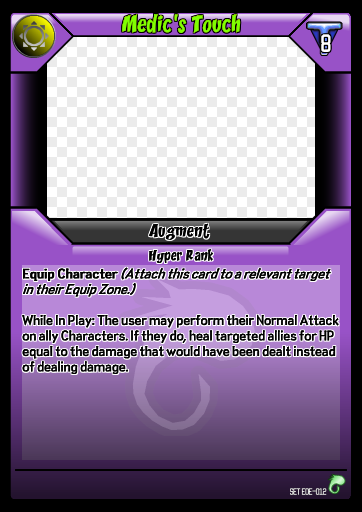 Medic's Touch
8
Augment
Hyper Rank
Equip Character (Attach this card to a relevant target
in their Equip Zone.)
While In Play: The user may perform their Normal Attack
on ally Characters. If they do, heal targeted allies for HP
equal to the damage that would have been dealt instead
of dealing damage.
SET EOE-012